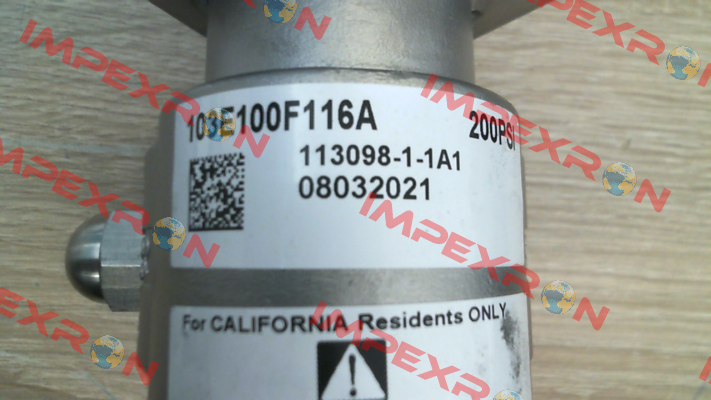 IMPEXRON
103E100F116A 200PSI
113098-1-1A1
08032021
For CALIFORNIA Residents ONLY